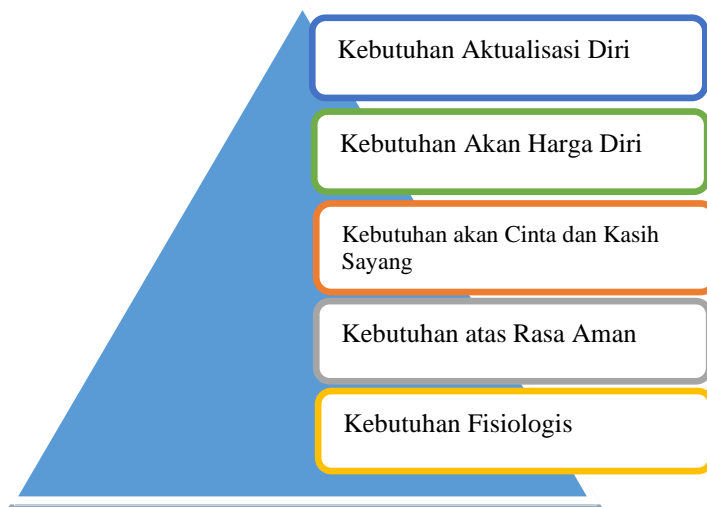 Kebutuhan Aktualisasi Diri
Kebutuhan Akan Harga Diri
Kebutuhan akan Cinta dan Kasih
Sayang
Kebutuhan atas Rasa Aman
Kebutuhan Fisiologis